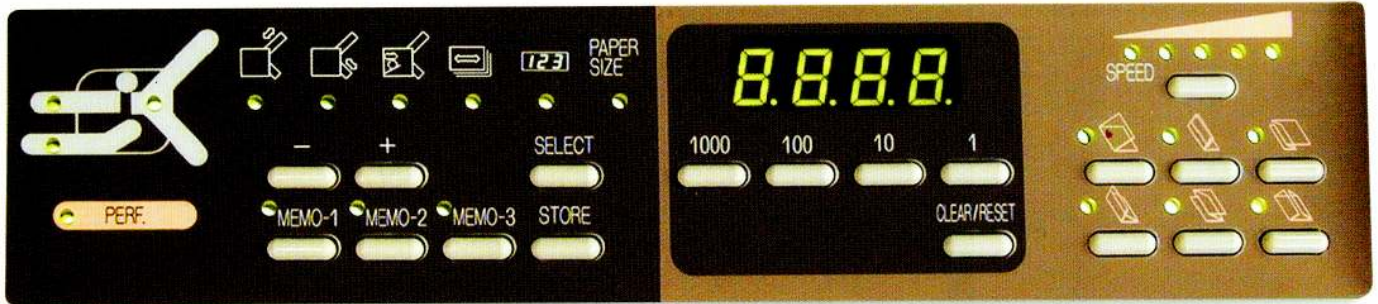 PAPER
SIZE
123
8.8.8.8.
SPEED
- +
SELECT
1000 100 10 1
PERF.
MEMO-1 MEMO-2 MEMO-3 STORE
CLEAR/RESET